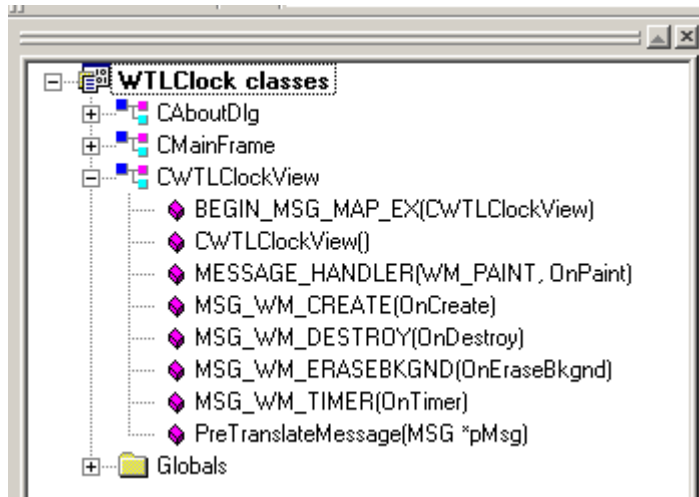 WTLClock classes
CAboutDlg
CMainFrame
CWTLClockView
BEGIN_MSG_MAP_EX(CWTLClockView)
CWTLClockView()
MESSAGE_HANDLER(WM_PAINT, OnPaint)
MSG_WM_CREATE(OnCreate)
MSG_WM_DESTROY(OnDestroy)
MSG_WM_ERASEBKGND(OnEraseBkgnd)
MSG_WM_TIMER(OnTimer)
PreTranslateMessage(MSG *pMsg)
Globals